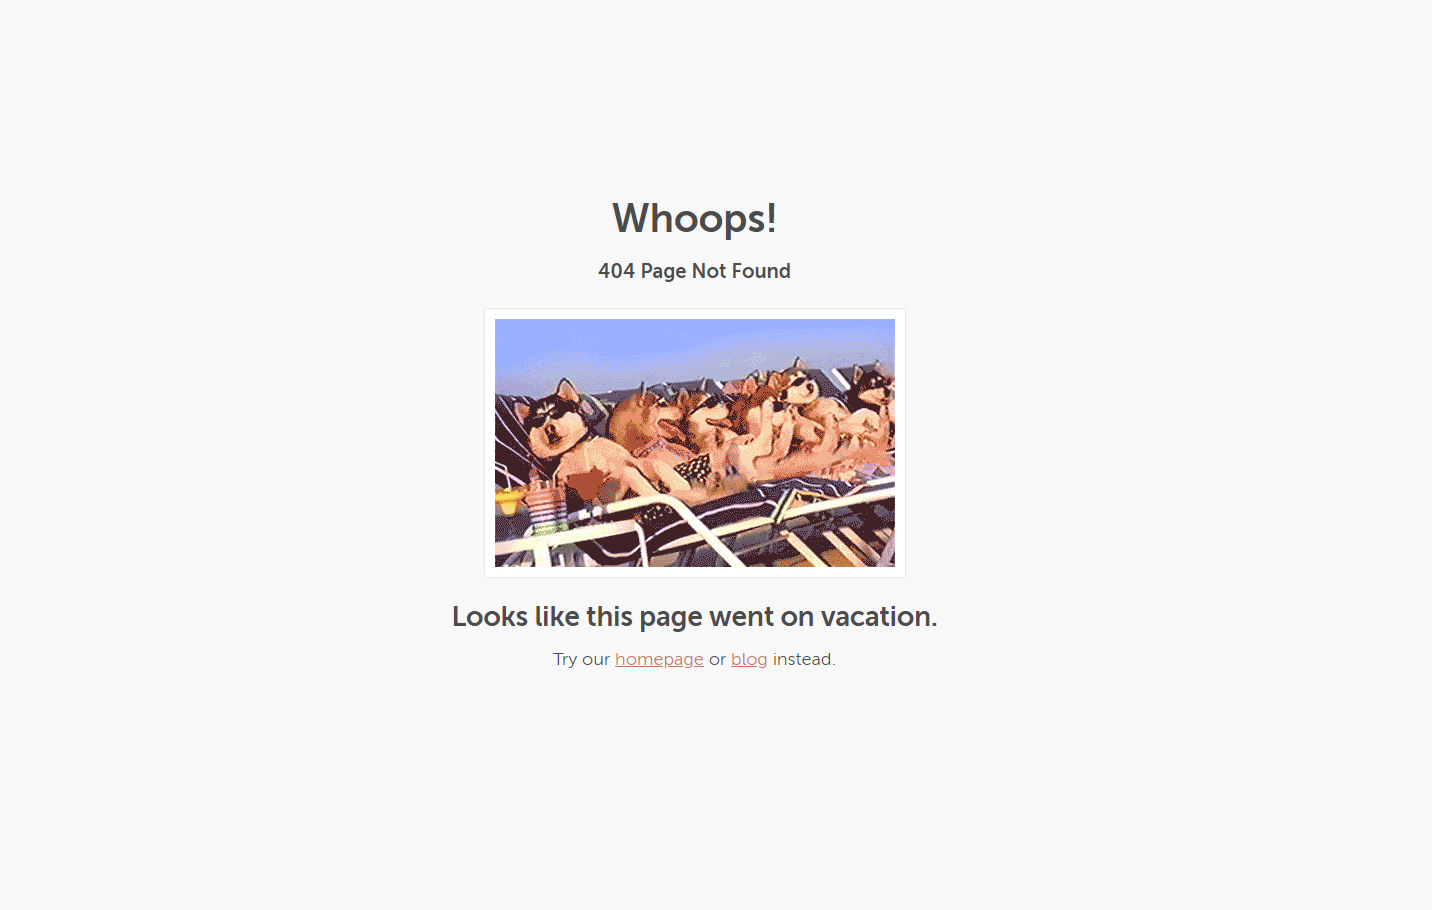 Whoops!
404 Page Not Found
Looks like this page went on vacation.
Try our homepage or blog instead.